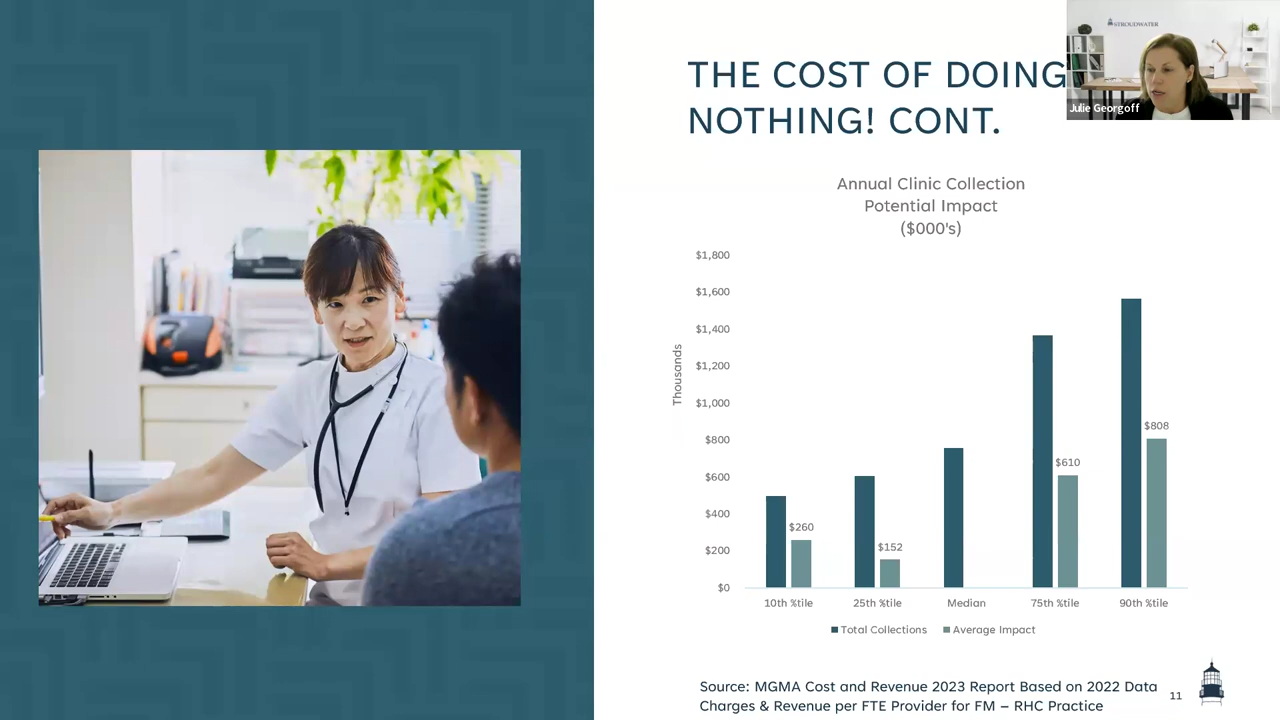 THE COST OF DOING
NOTHING! CONT.
STROUDWATER
Julie Georgoff
Annual Clinic Collection
Potential Impact
($000's)
Thousands
$1,800
$1,600
$1,400
$1,200
$1,000
$800
$600
$400
$200
$0
$260
$152
$610
$808
10th %tile
25th %tile
Median
75th %tile
90th %tile
Total Collections
Average Impact
Source: MGMA Cost and Revenue 2023 Report Based on 2022 Data
Charges & Revenue per FTE Provider for FM – RHC Practice
11